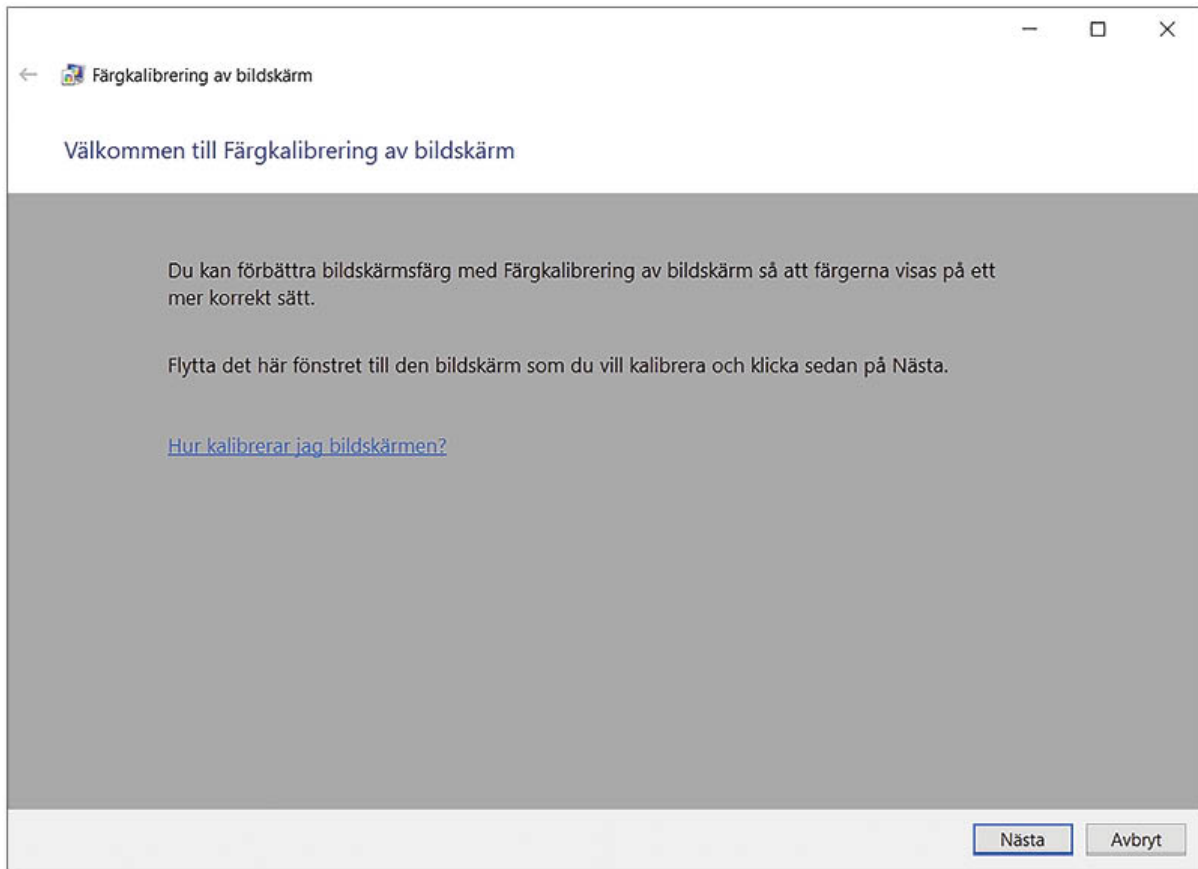 Färgkalibrering av bildskärm
Välkommen till Färgkalibrering av bildskärm
Du kan förbättra bildskärmsfärg med Färgkalibrering av bildskärm så att färgerna visas på ett
mer korrekt sätt.
Flytta det här fönstret till den bildskärm som du vill kalibrera och klicka sedan på Nästa.
Hur kalibrerar jag bildskärmen?
Nästa
Avbryt